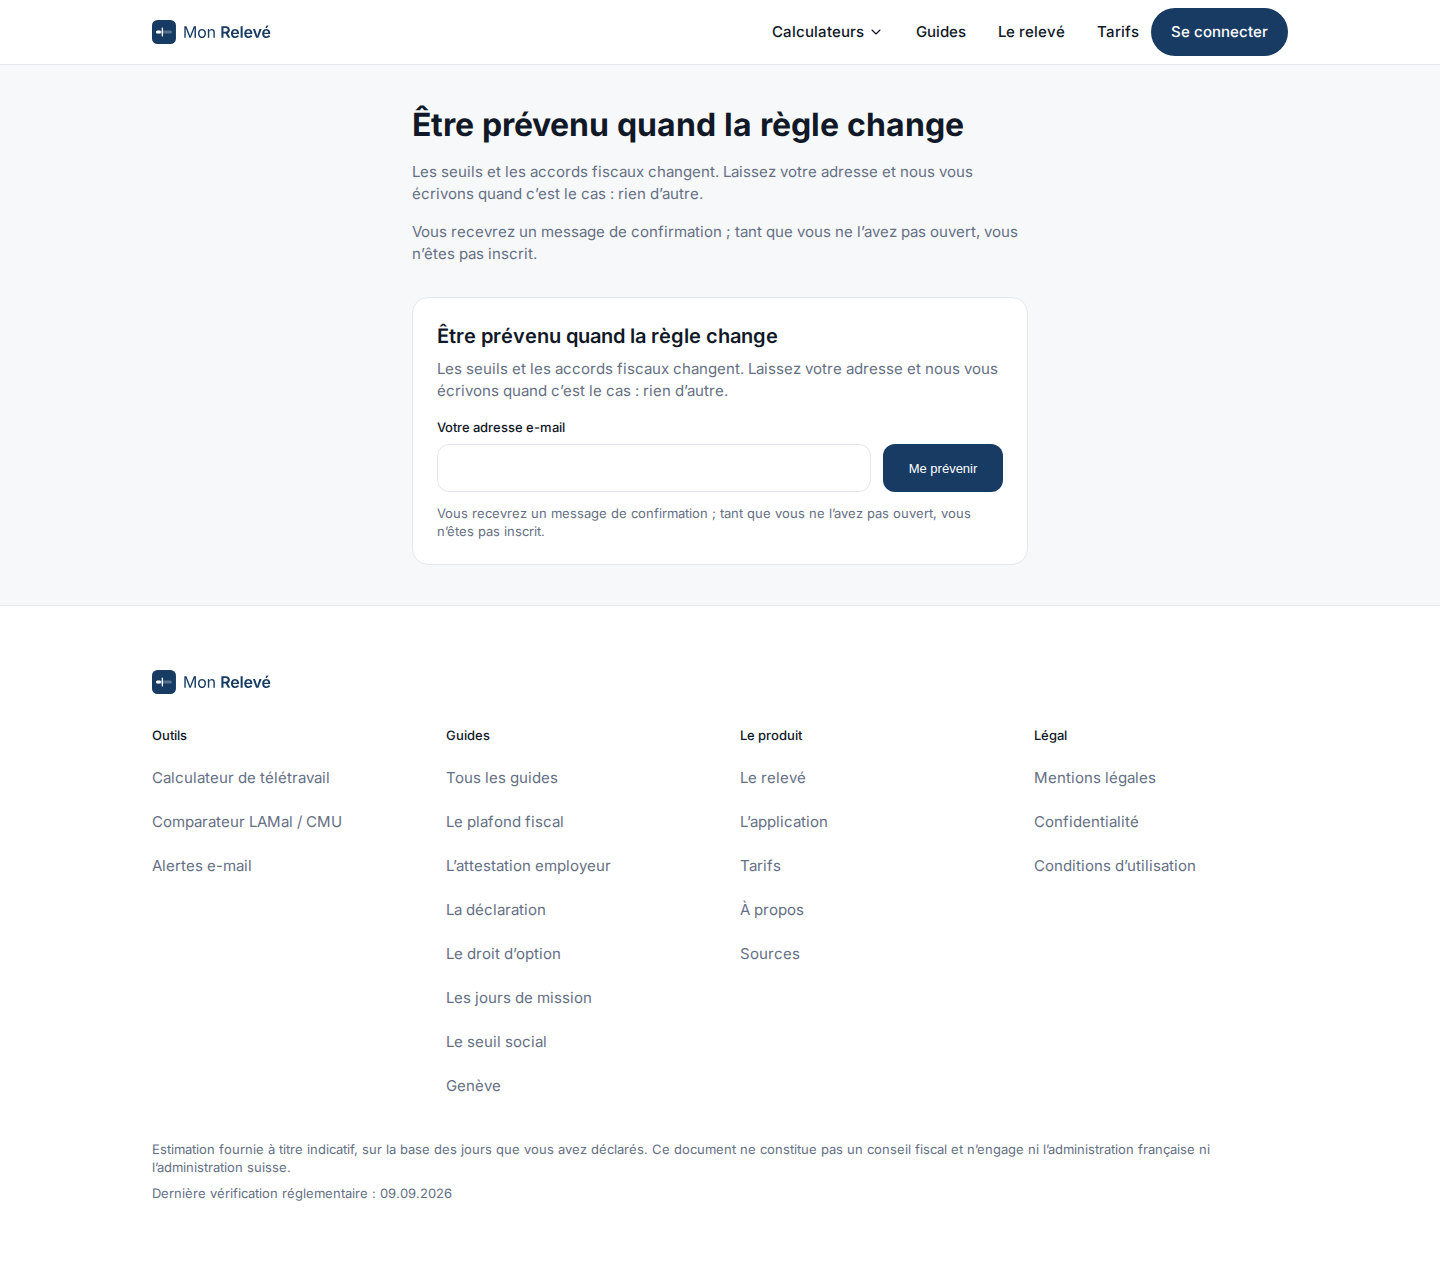 Mon Relevé
Calculateurs
Guides
Le relevé
Tarifs
Se connecter
Être prévenu quand la règle change
Les seuils et les accords fiscaux changent. Laissez votre adresse et nous vous
écrivons quand c’est le cas : rien d’autre.
Vous recevrez un message de confirmation ; tant que vous ne l’avez pas ouvert, vous
n’êtes pas inscrit.
Être prévenu quand la règle change
Les seuils et les accords fiscaux changent. Laissez votre adresse et nous vous
écrivons quand c’est le cas : rien d’autre.
Votre adresse e-mail
Me prévenir
Vous recevrez un message de confirmation ; tant que vous ne l’avez pas ouvert, vous
n’êtes pas inscrit.
Mon Relevé
Outils
Calculateur de télétravail
Comparateur LAMal / CMU
Alertes e-mail
Guides
Tous les guides
Le plafond fiscal
L’attestation employeur
La déclaration
Le droit d’option
Les jours de mission
Le seuil social
Genève
Le produit
Le relevé
L’application
Tarifs
À propos
Sources
Légal
Mentions légales
Confidentialité
Conditions d’utilisation
Estimation fournie à titre indicatif, sur la base des jours que vous avez déclarés. Ce document ne constitue pas un conseil fiscal et n’engage ni l’administration française ni
l’administration suisse.
Dernière vérification réglementaire : 09.09.2026